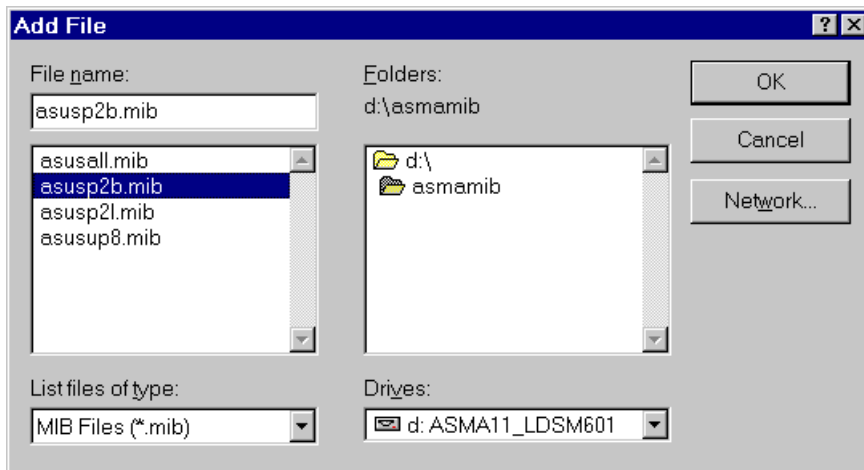 Add File
File name:
asusp2b.mib
asusall.mib
asusp2b.mib
asusp2l.mib
asusup8.mib
List files of type:
MIB Files (*.mib)
Folders:
d:\asmamib
d:\
asmamib
Drives:
d: ASMA11_LDSM601
OK
Cancel
Network...